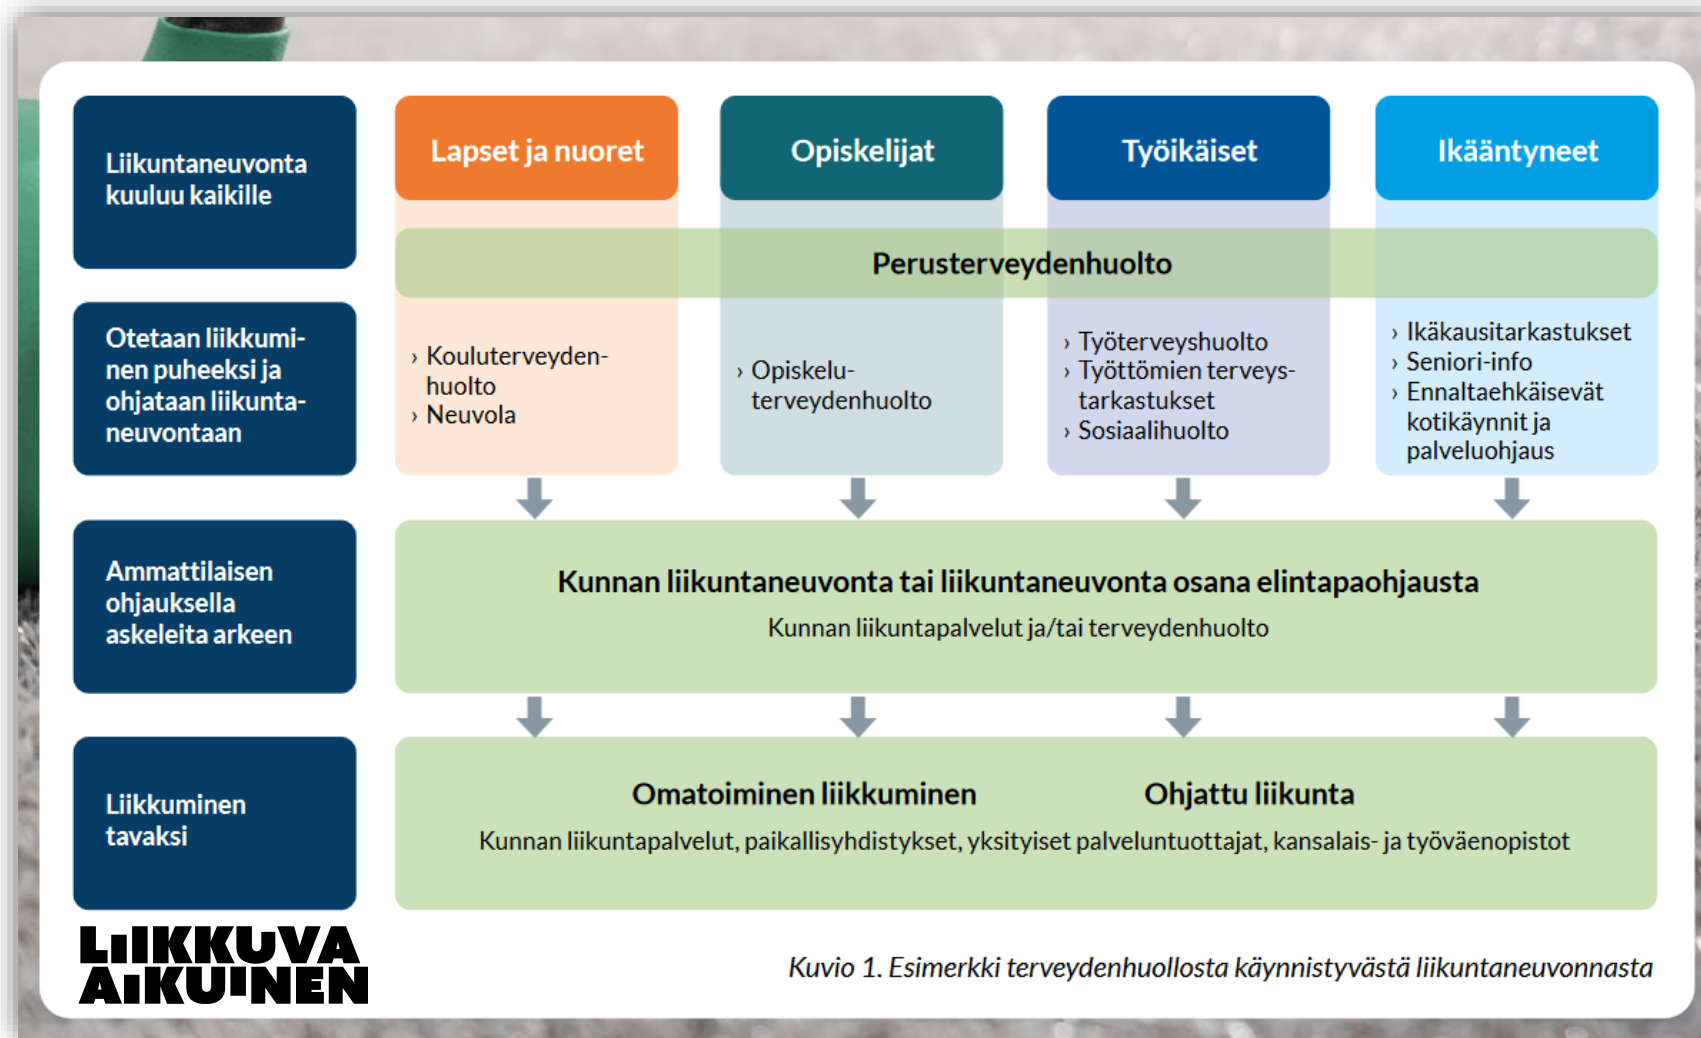 Liikuntaneuvonta
kuuluu kaikille
Lapset ja nuoret
Opiskelijat
Työikäiset
Ikääntyneet
Perusterveydenhuolto
Otetaan liikkumi-
nen puheeksi ja
ohjataan liikunta-
neuvontaan
› Kouluterveyden-
huolto
› Neuvola
› Opiskelu-
terveydenhuolto
› Työterveyshuolto
› Työttömien terveys-
tarkastukset
› Sosiaalihuolto
› Ikäkausitarkastukset
› Seniori-info
› Ennaltaehkäisevät
kotikäynnit ja
palveluohjaus
Ammattilaisen
ohjauksella
askeleita arkeen
Kunnan liikuntaneuvonta tai liikuntaneuvonta osana elintapaohjausta
Kunnan liikuntapalvelut ja/tai terveydenhuolto
Liikkuminen
tavaksi
Omatoiminen liikkuminen
Ohjattu liikunta
Kunnan liikuntapalvelut, paikallisyhdistykset, yksityiset palveluntuottajat, kansalais- ja työväenopistot
LIIKKUVA
AIKUINEN
Kuvio 1. Esimerkki terveydenhuollosta käynnistyvästä liikuntaneuvonnasta